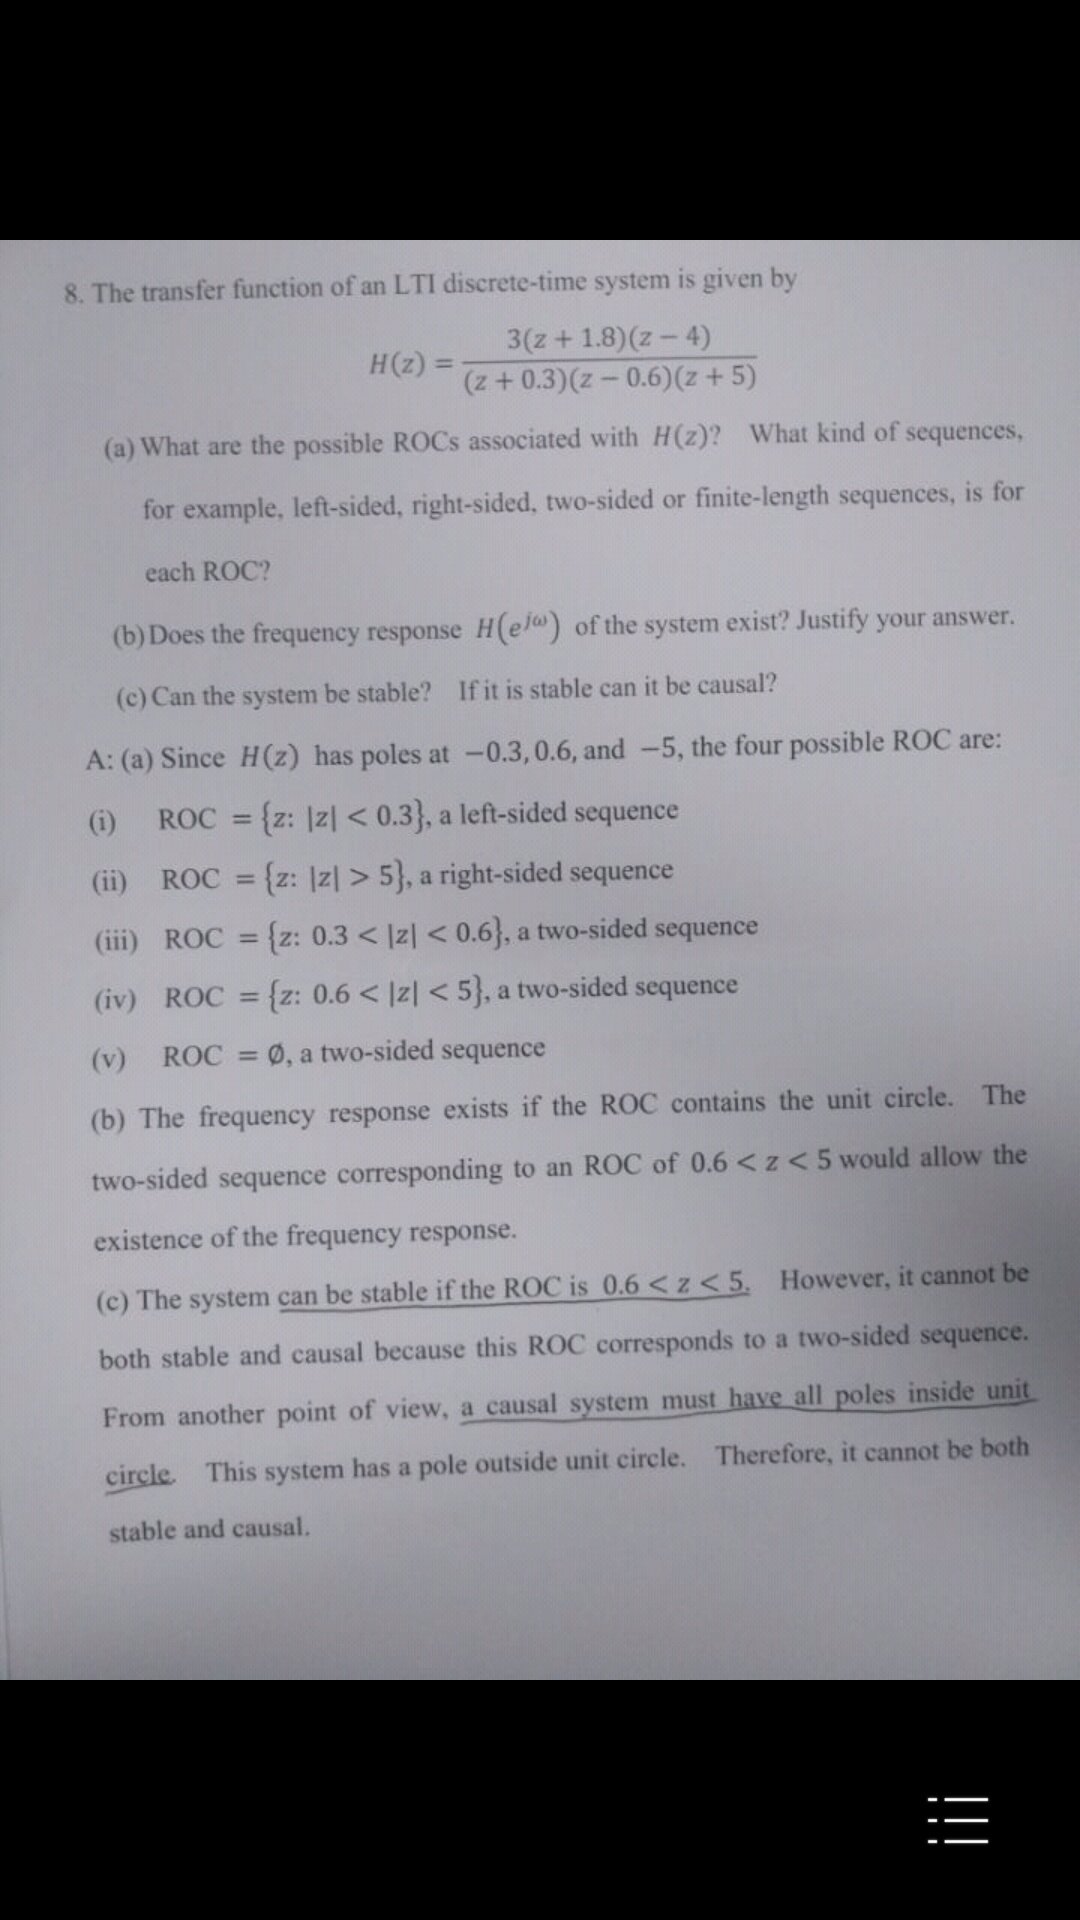 8. The transfer function of an LTI discrete-time system is given by
H(z) = 3(z + 1.8)(z − 4) / (z + 0.3)(z − 0.6)(z + 5)
(a) What are the possible ROCs associated with H(z)? What kind of sequences,
for example, left-sided, right-sided, two-sided or finite-length sequences, is for
each ROC?
(b) Does the frequency response H(e^{jω}) of the system exist? Justify your answer.
(c) Can the system be stable? If it is stable can it be causal?
A: (a) Since H(z) has poles at −0.3, 0.6, and −5, the four possible ROC are:
(i) ROC = {z: |z| < 0.3}, a left-sided sequence
(ii) ROC = {z: |z| > 5}, a right-sided sequence
(iii) ROC = {z: 0.3 < |z| < 0.6}, a two-sided sequence
(iv) ROC = {z: 0.6 < |z| < 5}, a two-sided sequence
(v) ROC = Ø, a two-sided sequence
(b) The frequency response exists if the ROC contains the unit circle. The
two-sided sequence corresponding to an ROC of 0.6 < z < 5 would allow the
existence of the frequency response.
(c) The system can be stable if the ROC is 0.6 < z < 5. However, it cannot be
both stable and causal because this ROC corresponds to a two-sided sequence.
From another point of view, a causal system must have all poles inside unit
circle. This system has a pole outside unit circle. Therefore, it cannot be both
stable and causal.